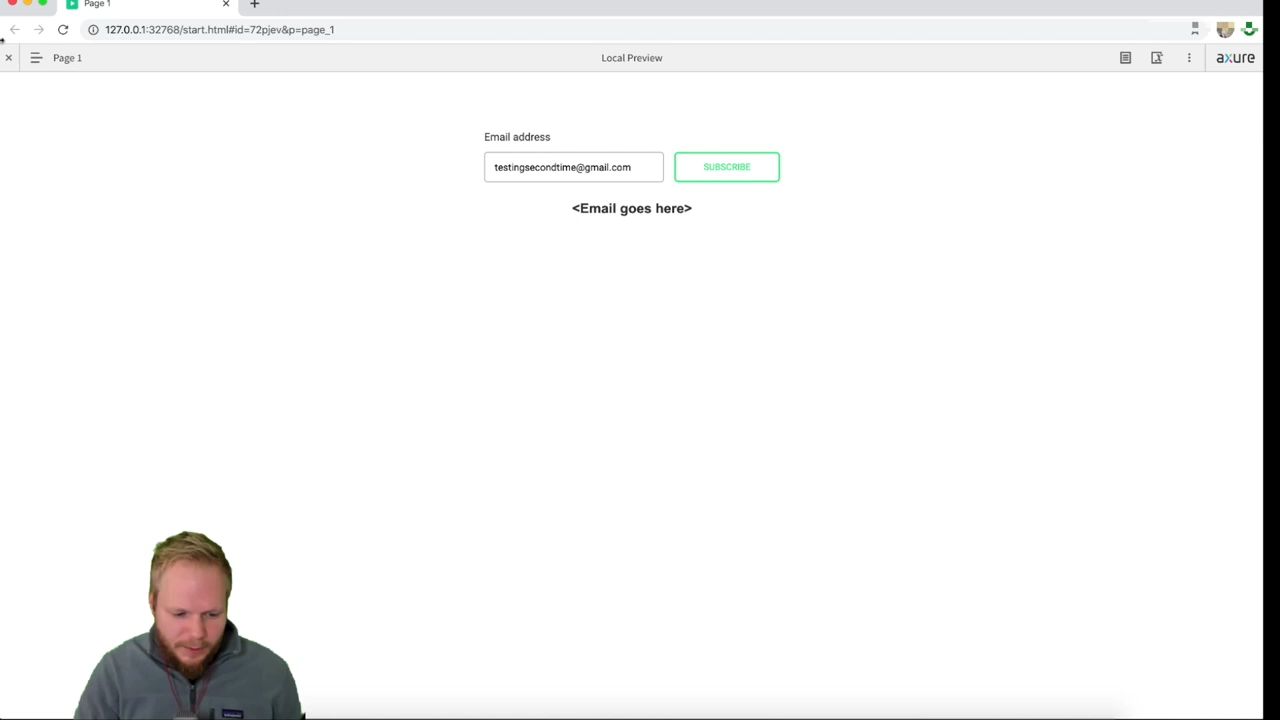 Page 1
127.0.0.1:32768/start.html#id=72pjev&p=page_1
Page 1
Local Preview
axure
Email address
testingsecondtime@gmail.com
SUBSCRIBE
<Email goes here>